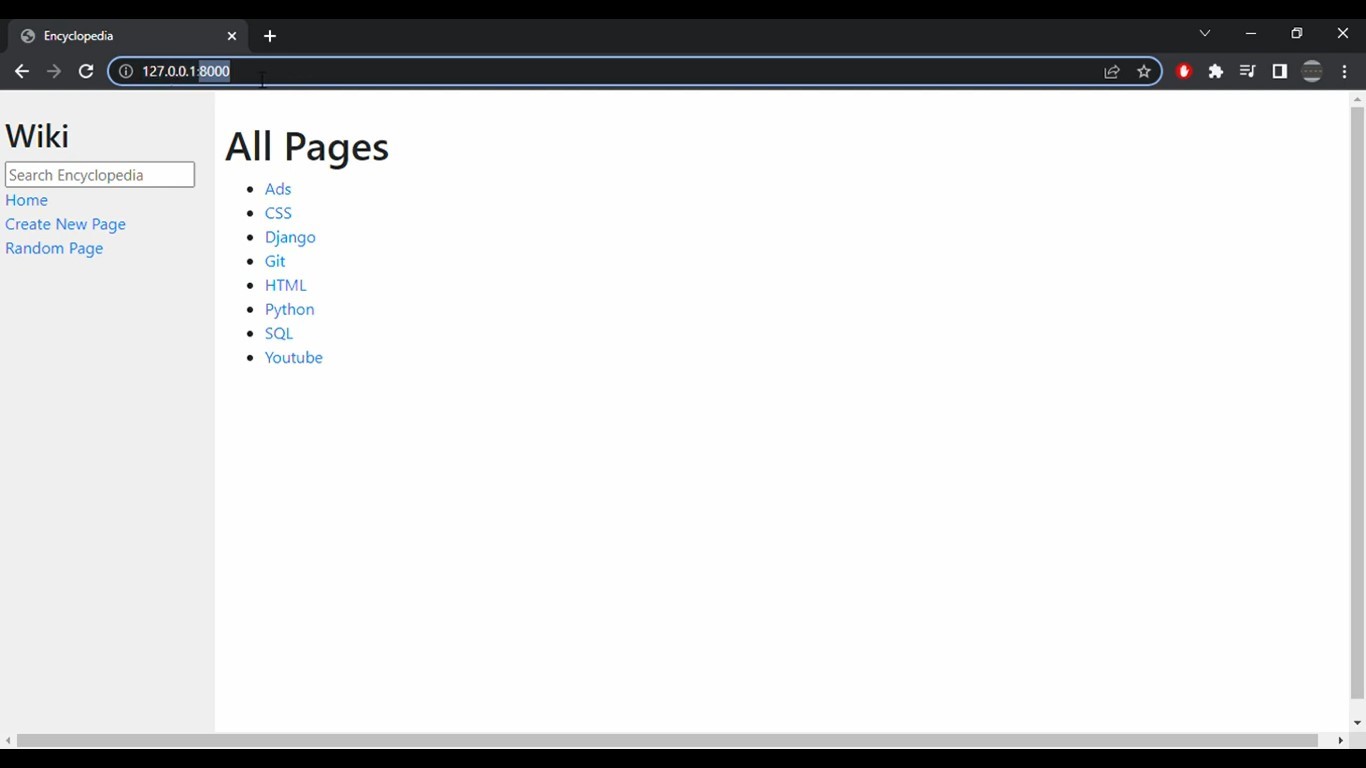 Encyclopedia
127.0.0.1:8000
Wiki
Search Encyclopedia
Home
Create New Page
Random Page
All Pages
Ads
CSS
Django
Git
HTML
Python
SQL
Youtube